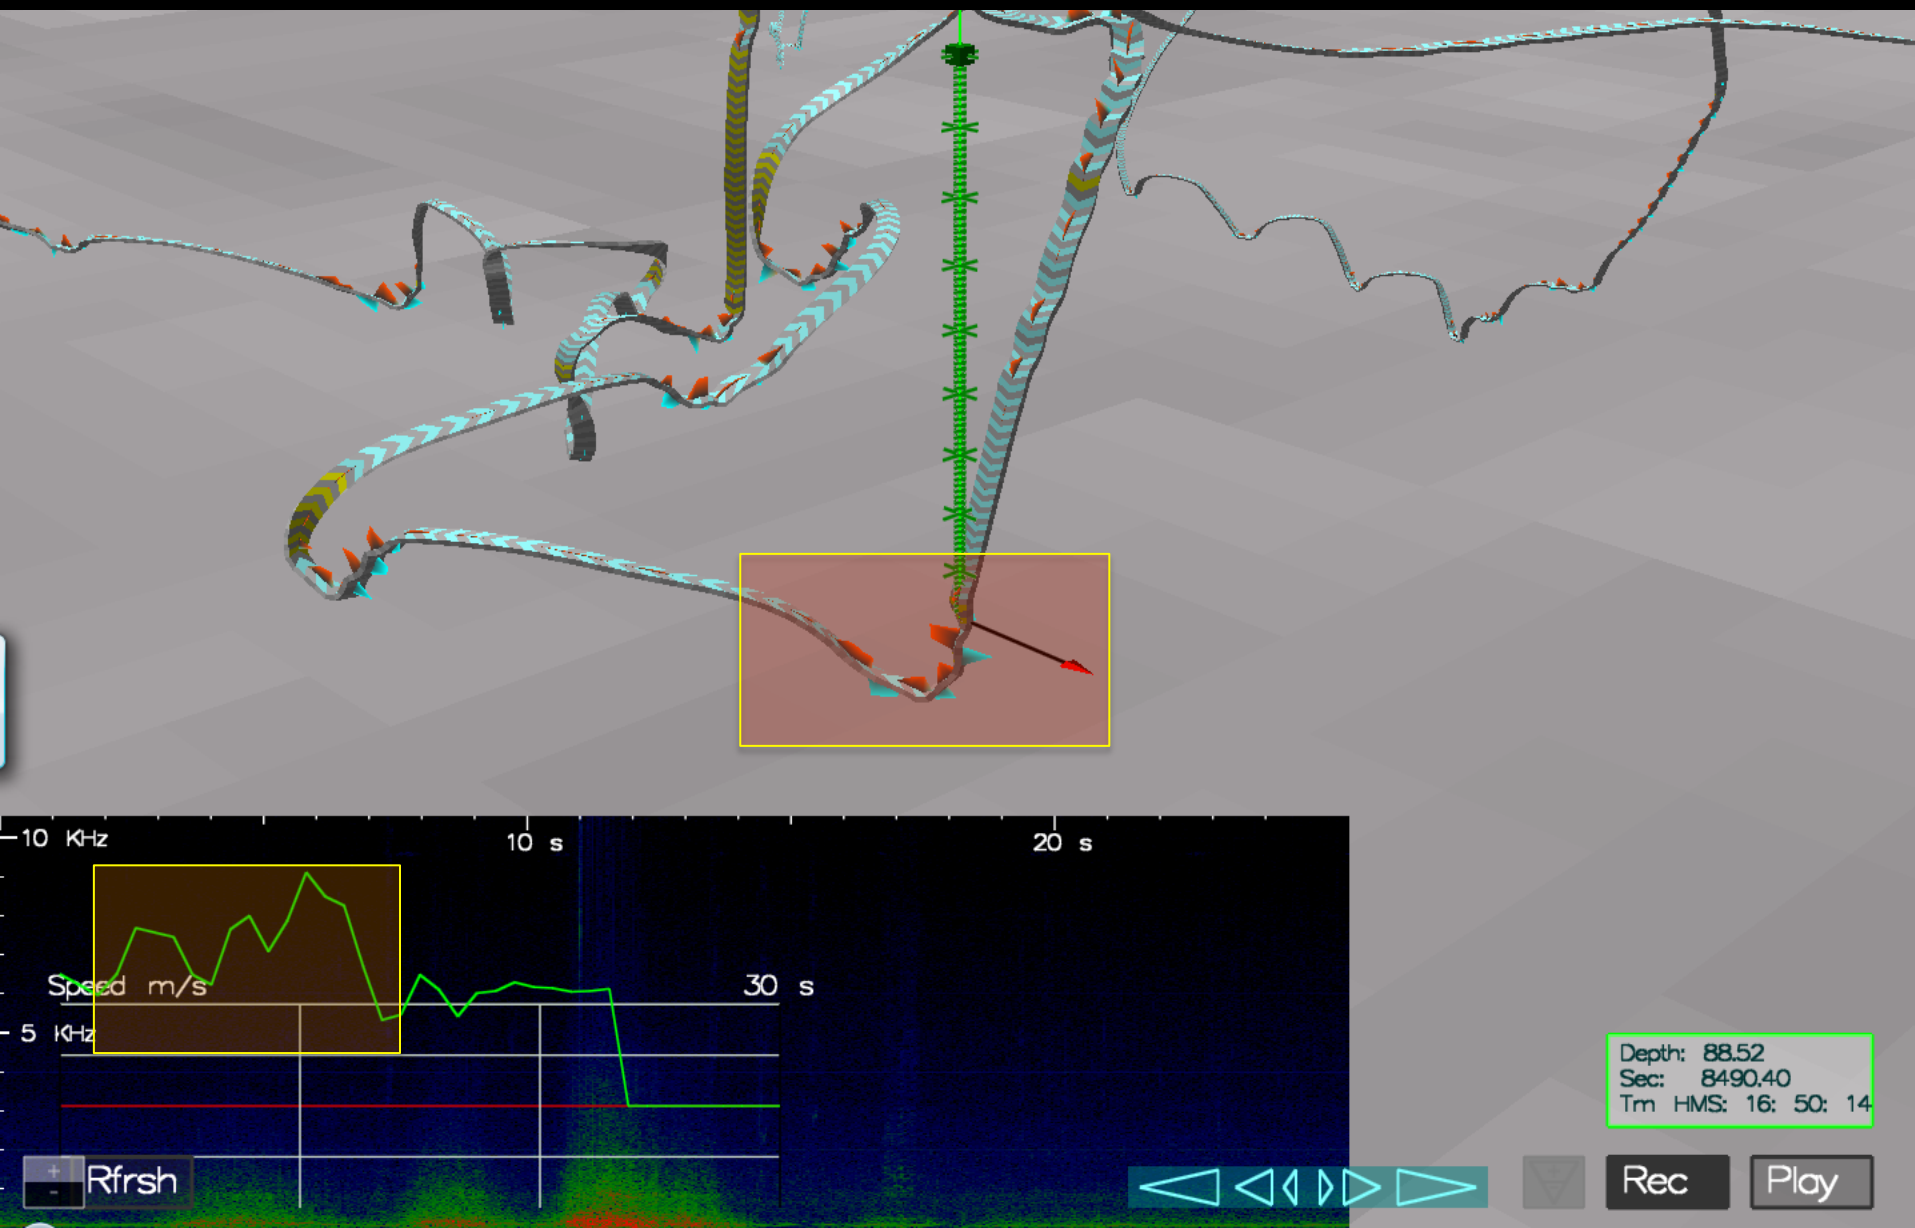 10 KHz
10 s
20 s
Speed m/s
30 s
5 KHz
Depth: 88.52
Sec: 8490.40
Tm HMS: 16: 50: 14
+
-
Rfrsh
Rec
Play